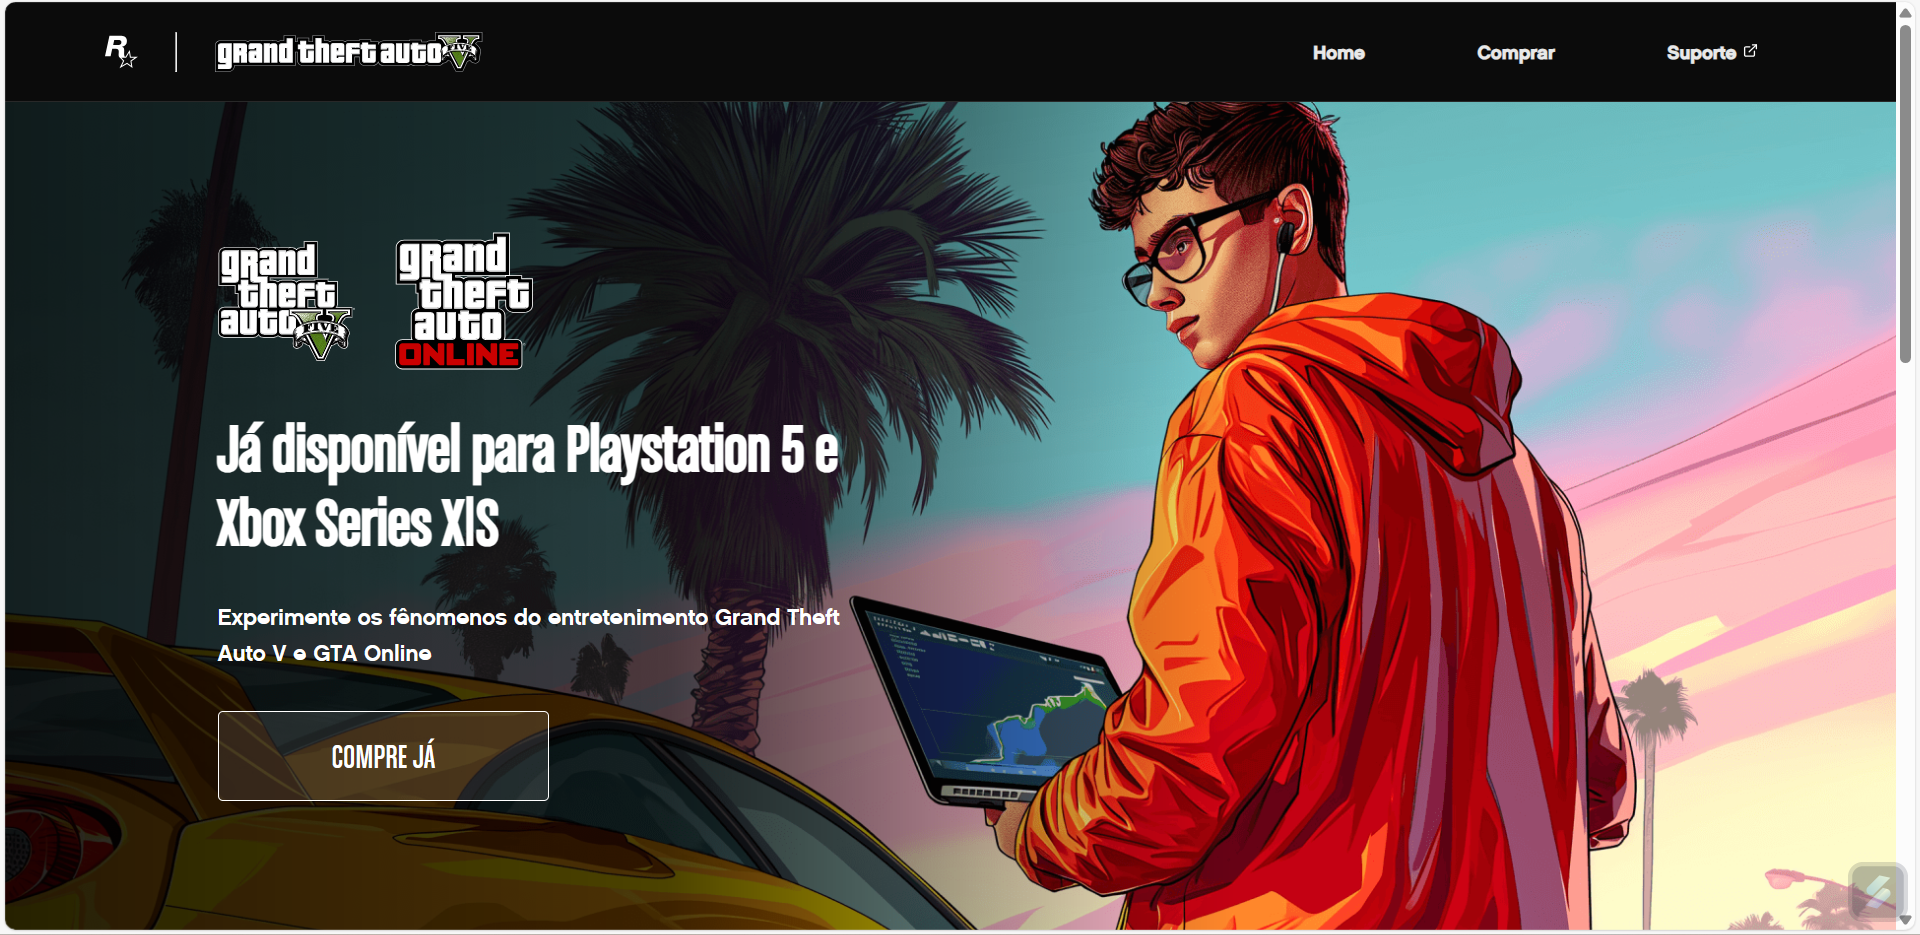 R
grand theft auto V
FIVE
Home
Comprar
Suporte
grand
theft
auto V
FIVE
grand
theft
auto
ONLINE
Já disponível para Playstation 5 e
Xbox Series X|S
Experimente os fênomenos do entretenimento Grand Theft
Auto V e GTA Online
COMPRE JÁ